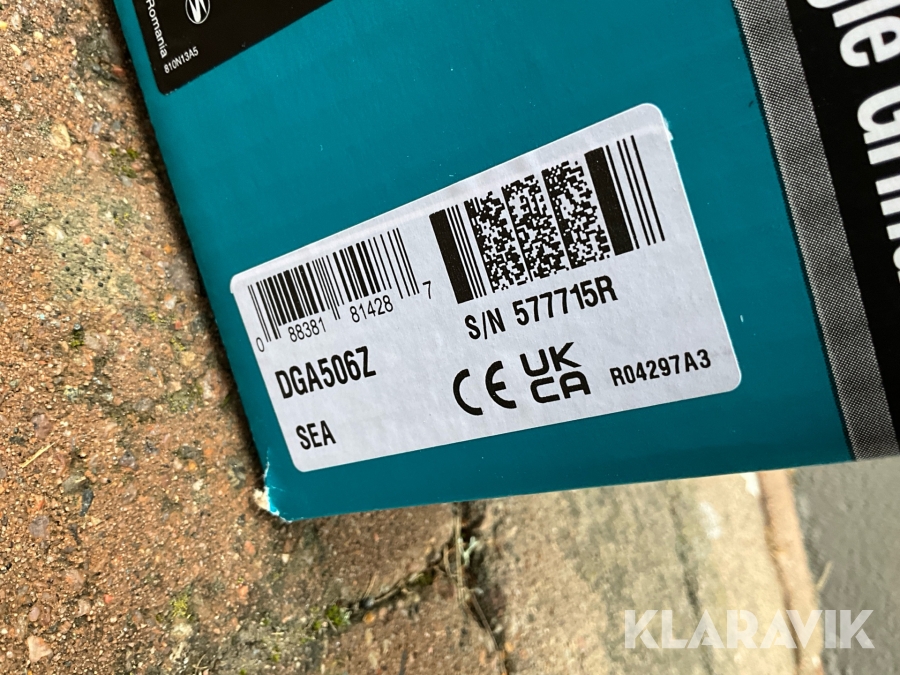 Romania
810N13A5
0 88381 81428 7
S/N 577715R
DGA506Z
CE UK
CA R04297A3
SEA
KLARAVIK